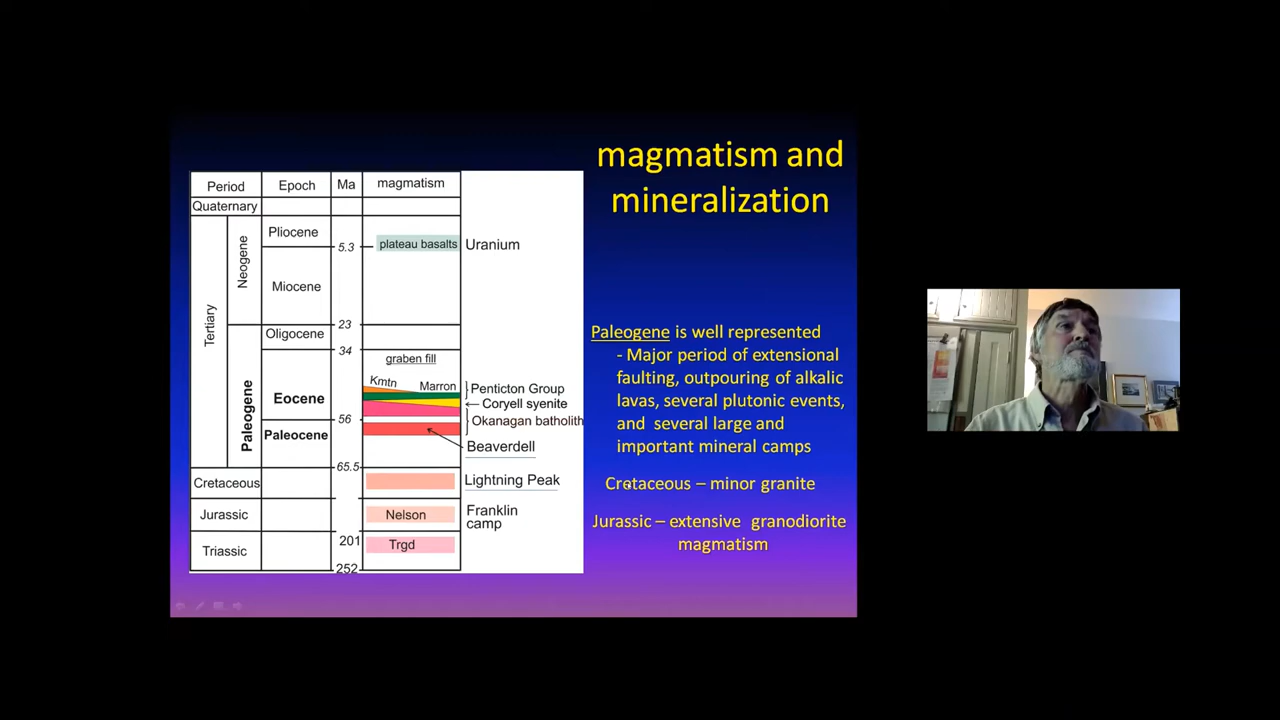 magmatism and
mineralization
Period Epoch Ma magmatism
Quaternary
Tertiary
Neogene
Pliocene
5.3
plateau basalts Uranium
Miocene
23
Oligocene
34
graben fill
Paleogene
Kmtn Marron
Penticton Group
Eocene
Coryell syenite
56
Okanagan batholith
Paleocene
Beaverdell
65.5
Cretaceous
Lightning Peak
Jurassic
Nelson
Franklin
camp
201
Triassic
Trgd
252
Paleogene is well represented
- Major period of extensional
faulting, outpouring of alkalic
lavas, several plutonic events,
and several large and
important mineral camps
Cretaceous – minor granite
Jurassic – extensive granodiorite
magmatism